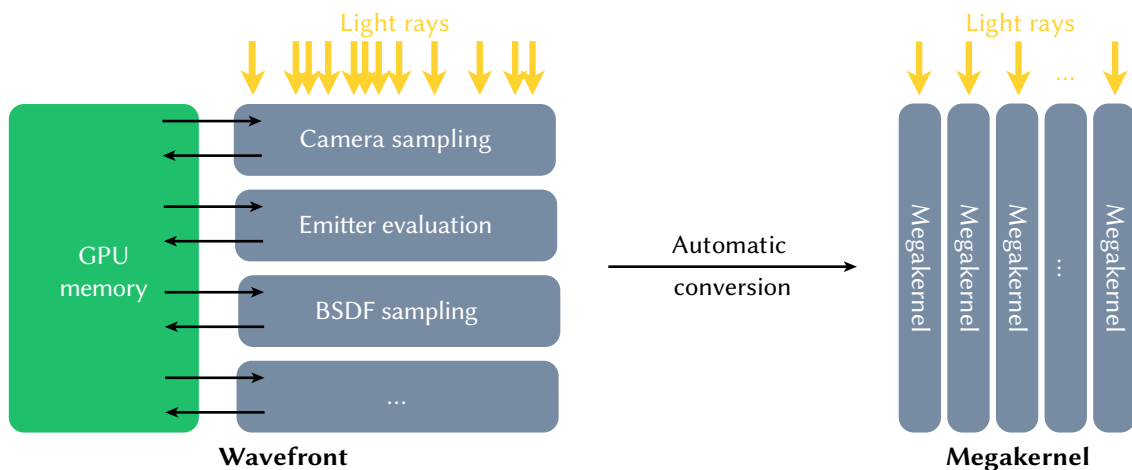 Light rays
Camera sampling
Emitter evaluation
GPU
memory
BSDF sampling
...
Wavefront
Automatic
conversion
Light rays
...
Megakernel
Megakernel
Megakernel
...
Megakernel
Megakernel